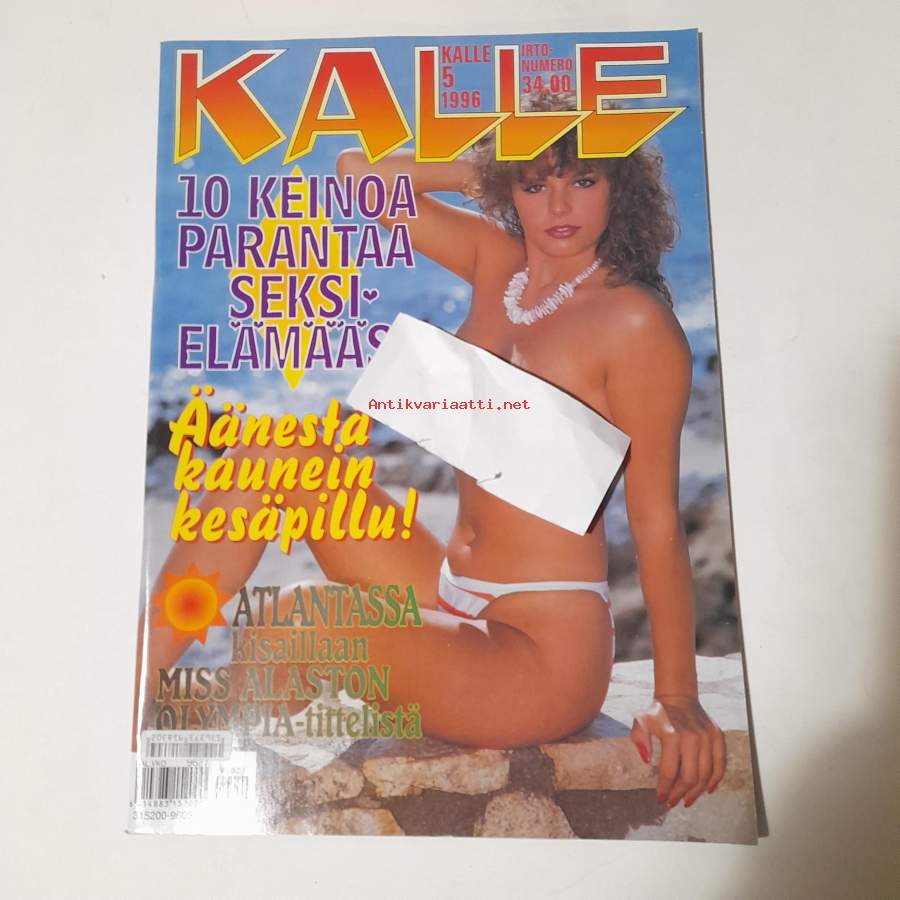 KALLE
KALLE
5
1996
IRTO-
NUMERO
34,00
10 KEINOA
PARANTAA
SEKSI-
ELÄMÄÄS
Antikvariaatti.net
Äänestä
kaunein
kesäpillu!
ATLANTASSA
kisaillaan
MISS ALASTON
OLYMPIA-tittelistä